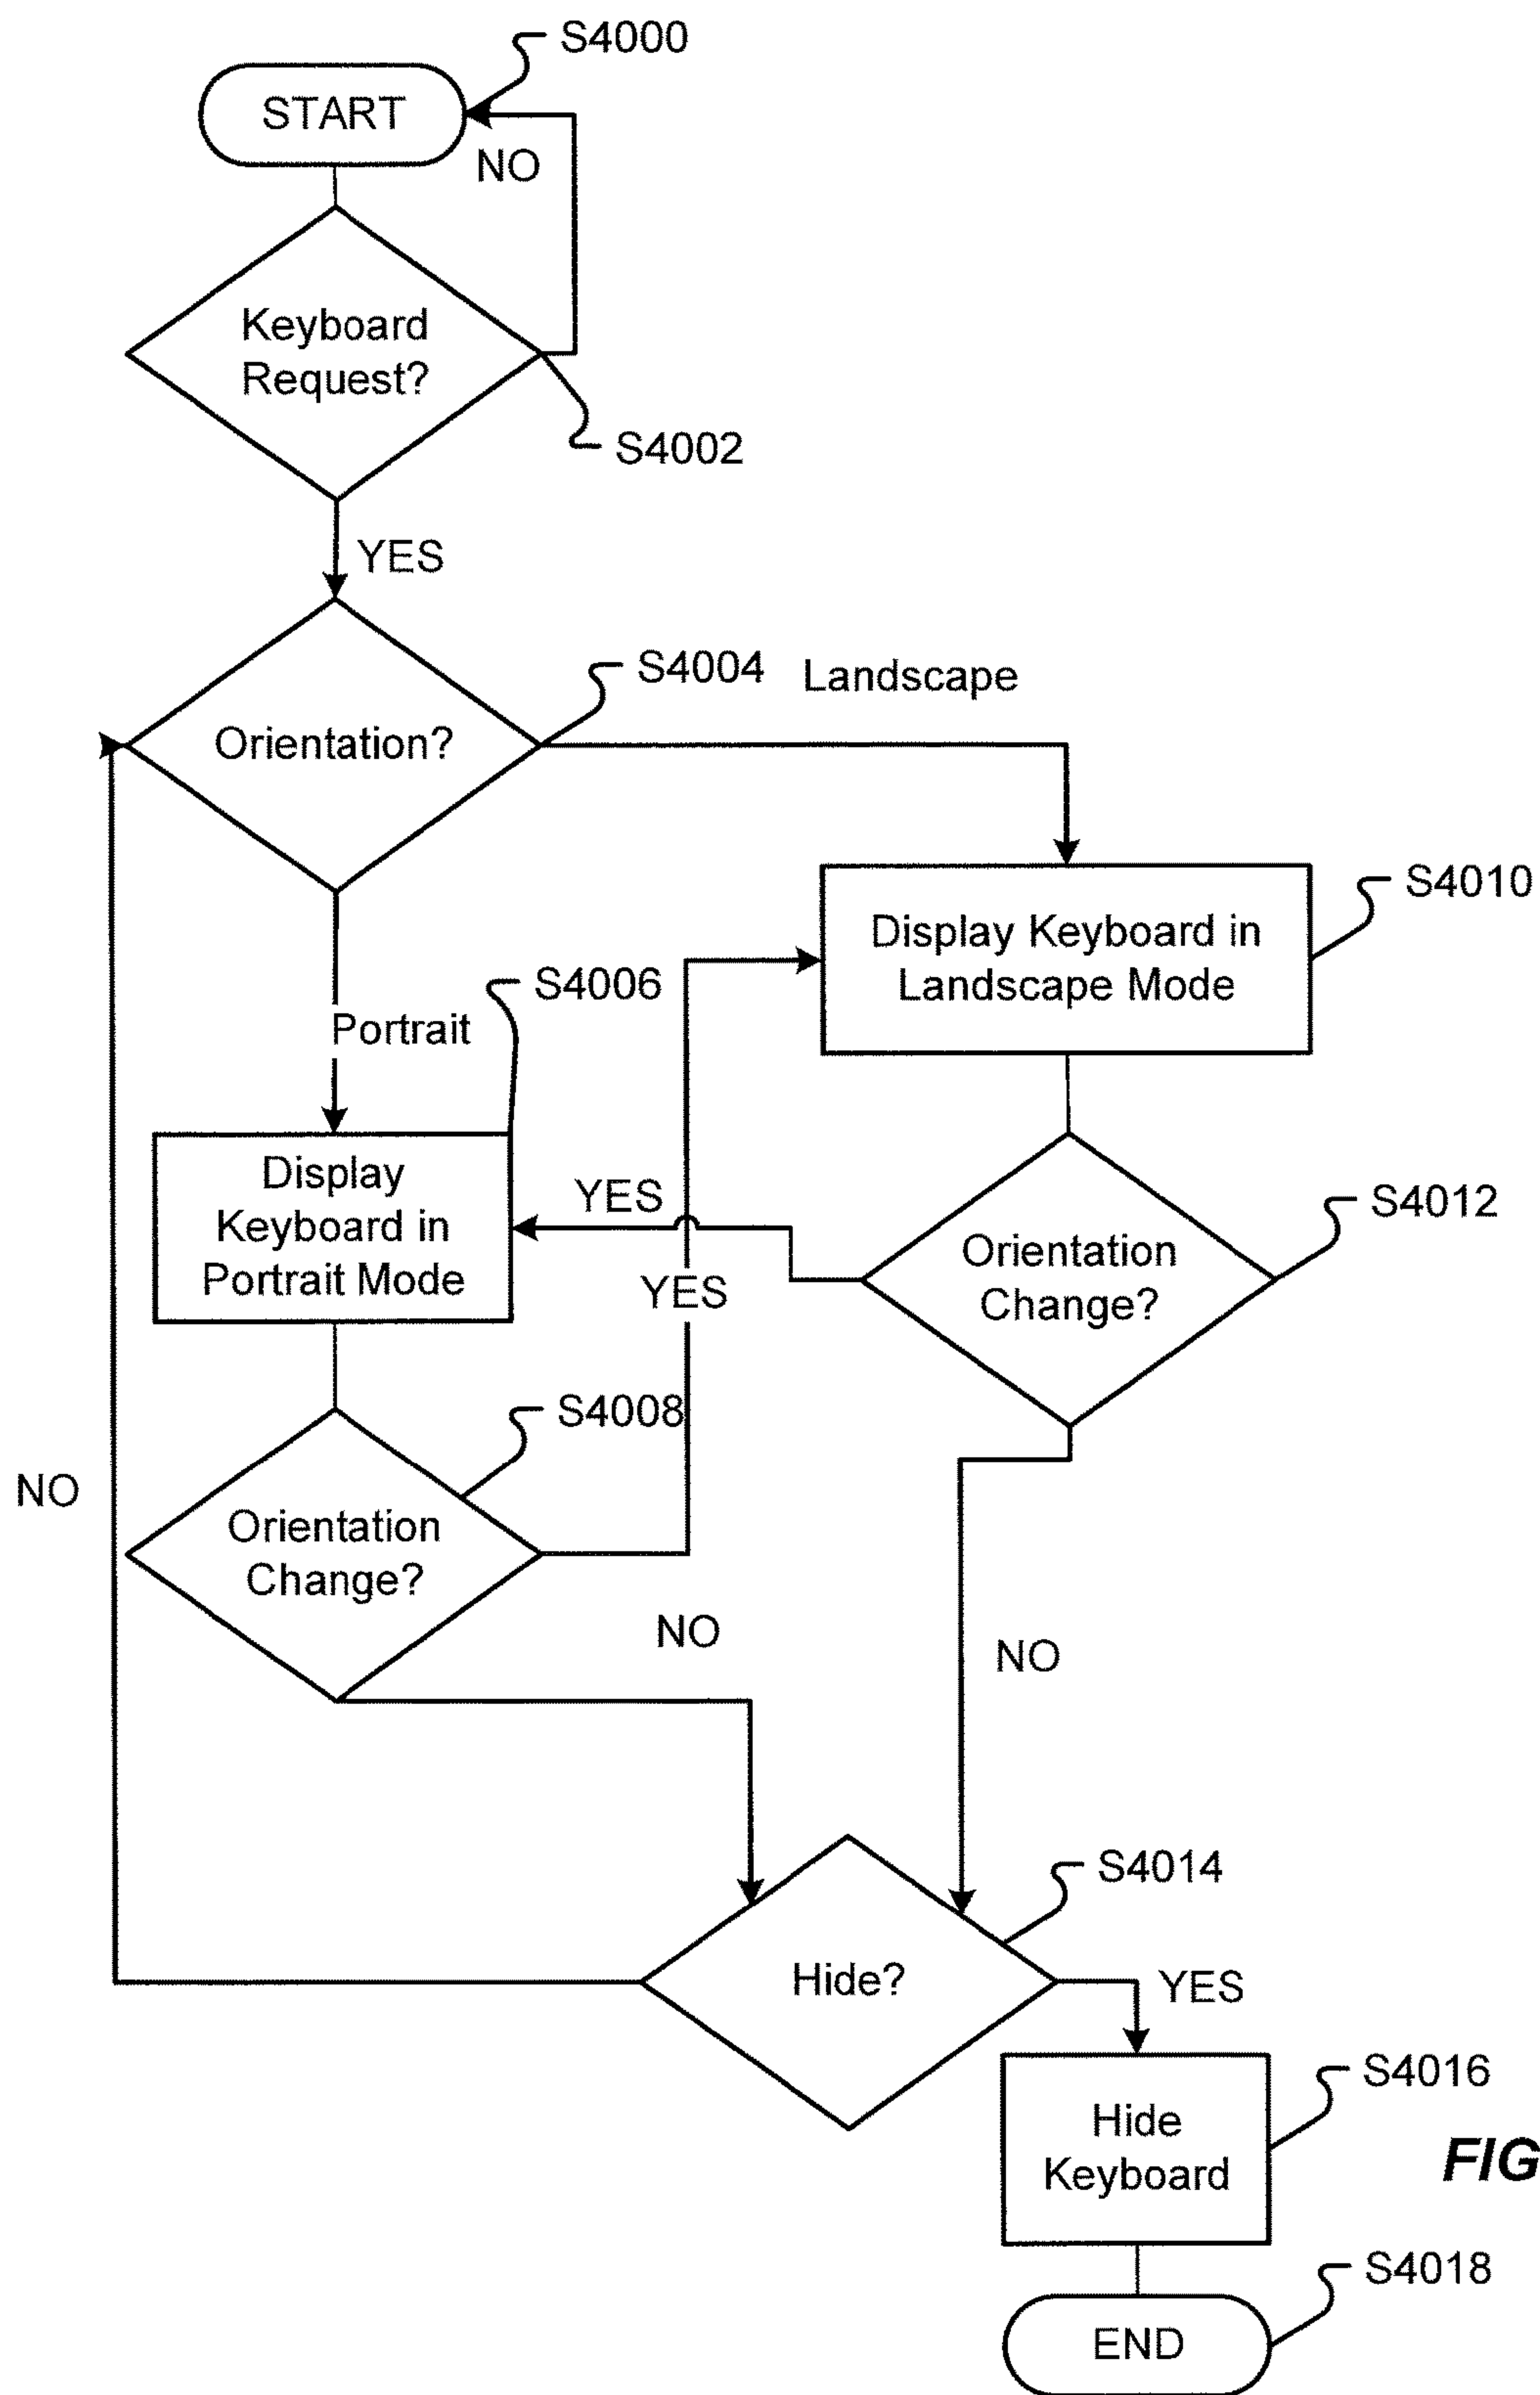 S4000
START
NO
Keyboard
Request?
S4002
YES
S4004
Landscape
Orientation?
S4010
Display Keyboard in
Landscape Mode
S4006
Portrait
Display
Keyboard in
Portrait Mode
YES
S4012
Orientation
Change?
YES
S4008
NO
Orientation
Change?
NO
NO
S4014
Hide?
YES
S4016
Hide
Keyboard
FIG
S4018
END